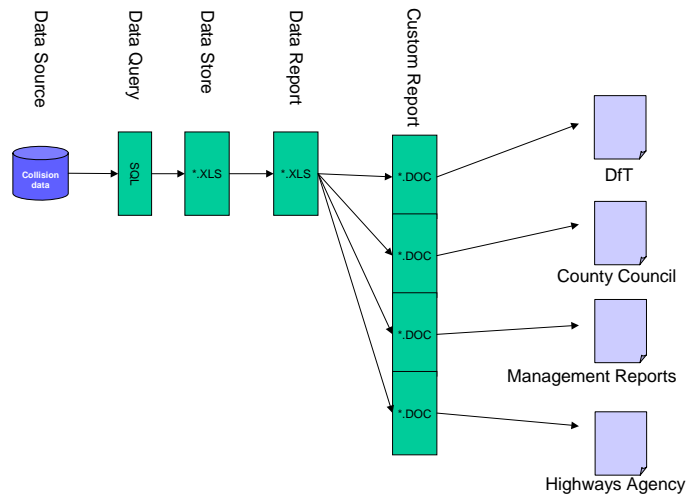 Data Source
Data Query
Data Store
Data Report
Custom Report
Collision
data
SQL
*.XLS
*.XLS
*.DOC
*.DOC
*.DOC
*.DOC
DfT
County Council
Management Reports
Highways Agency